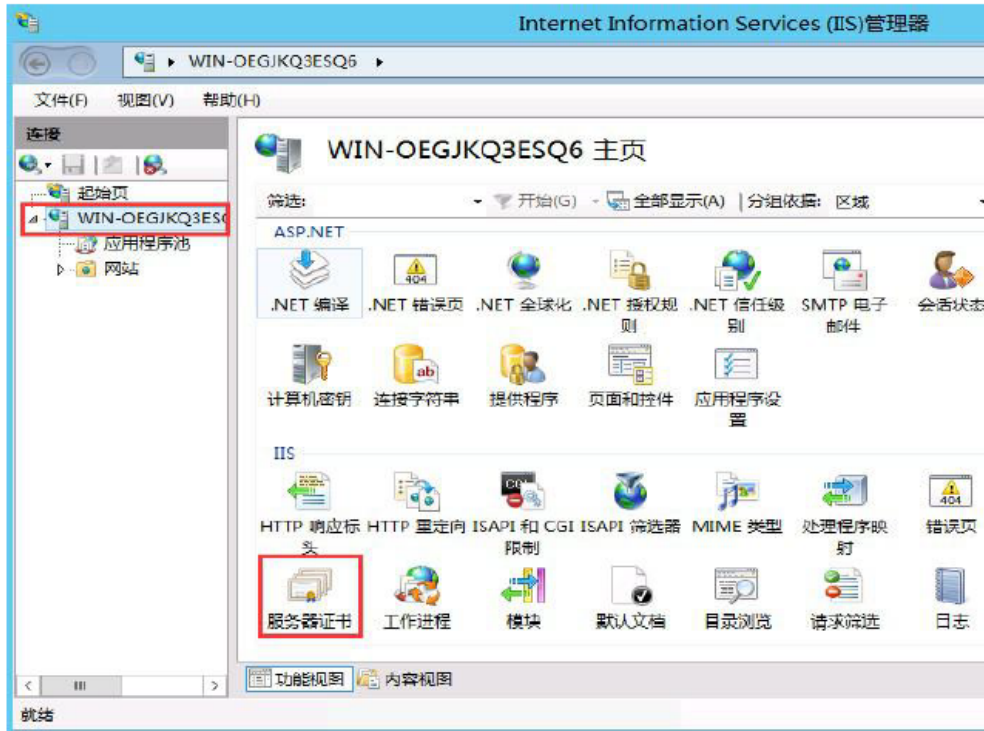 Internet Information Services (IIS)管理器
WIN-OEGJKQ3ESQ6
文件(F) 视图(V) 帮助(H)
连接
起始页
WIN-OEGJKQ3ES
应用程序池
网站
WIN-OEGJKQ3ESQ6 主页
筛选: 开始(G) 全部显示(A) 分组依据: 区域
ASP.NET
.NET 编译 .NET 错误页 .NET 全球化 .NET 授权规则 .NET 信任级别 SMTP 电子邮件 会话状态
计算机密钥 连接字符串 提供程序 页面和控件 应用程序设置
IIS
HTTP 响应标头 HTTP 重定向 ISAPI 和 CGI 限制 ISAPI 筛选器 MIME 类型 处理程序映射 错误页
服务器证书 工作进程 模块 默认文档 目录浏览 请求筛选 日志
功能视图 内容视图
就绪